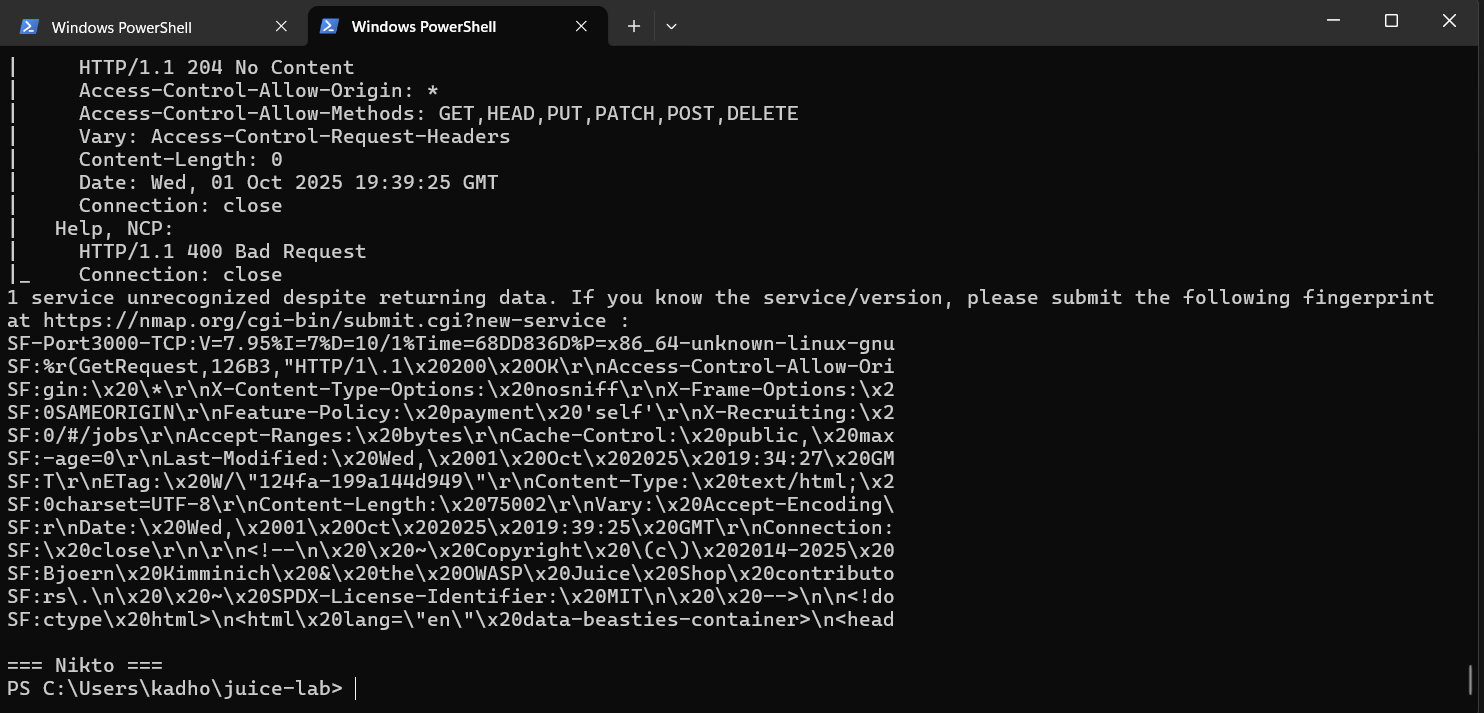 Windows PowerShell
Windows PowerShell
|     HTTP/1.1 204 No Content
|     Access-Control-Allow-Origin: *
|     Access-Control-Allow-Methods: GET,HEAD,PUT,PATCH,POST,DELETE
|     Vary: Access-Control-Request-Headers
|     Content-Length: 0
|     Date: Wed, 01 Oct 2025 19:39:25 GMT
|     Connection: close
|   Help, NCP:
|     HTTP/1.1 400 Bad Request
|_    Connection: close
1 service unrecognized despite returning data. If you know the service/version, please submit the following fingerprint
at https://nmap.org/cgi-bin/submit.cgi?new-service :
SF-Port3000-TCP:V=7.95%I=7%D=10/1%Time=68DD836D%P=x86_64-unknown-linux-gnu
SF:%r(GetRequest,126B3,"HTTP/1\.1\x20200\x20OK\r\nAccess-Control-Allow-Ori
SF:gin:\x20\*\r\nX-Content-Type-Options:\x20nosniff\r\nX-Frame-Options:\x2
SF:0SAMEORIGIN\r\nFeature-Policy:\x20payment\x20'self'\r\nX-Recruiting:\x2
SF:0/#/jobs\r\nAccept-Ranges:\x20bytes\r\nCache-Control:\x20public,\x20max
SF:-age=0\r\nLast-Modified:\x20Wed,\x2001\x20Oct\x202025\x2019:34:27\x20GM
SF:T\r\nETag:\x20W/\"124fa-199a144d949\"\r\nContent-Type:\x20text/html;\x2
SF:0charset=UTF-8\r\nContent-Length:\x2075002\r\nVary:\x20Accept-Encoding\
SF:r\nDate:\x20Wed,\x2001\x20Oct\x202025\x2019:39:25\x20GMT\r\nConnection:
SF:\x20close\r\n\r\n<!--\n\x20\x20~\x20Copyright\x20\(c\)\x202014-2025\x20
SF:Bjoern\x20Kimminich\x20&\x20the\x20OWASP\x20Juice\x20Shop\x20contributo
SF:rs\.\n\x20\x20~\x20SPDX-License-Identifier:\x20MIT\n\x20\x20-->\n\n<!do
SF:ctype\x20html>\n<html\x20lang=\"en\"\x20data-beasties-container>\n<head

=== Nikto ===
PS C:\Users\kadho\juice-lab>